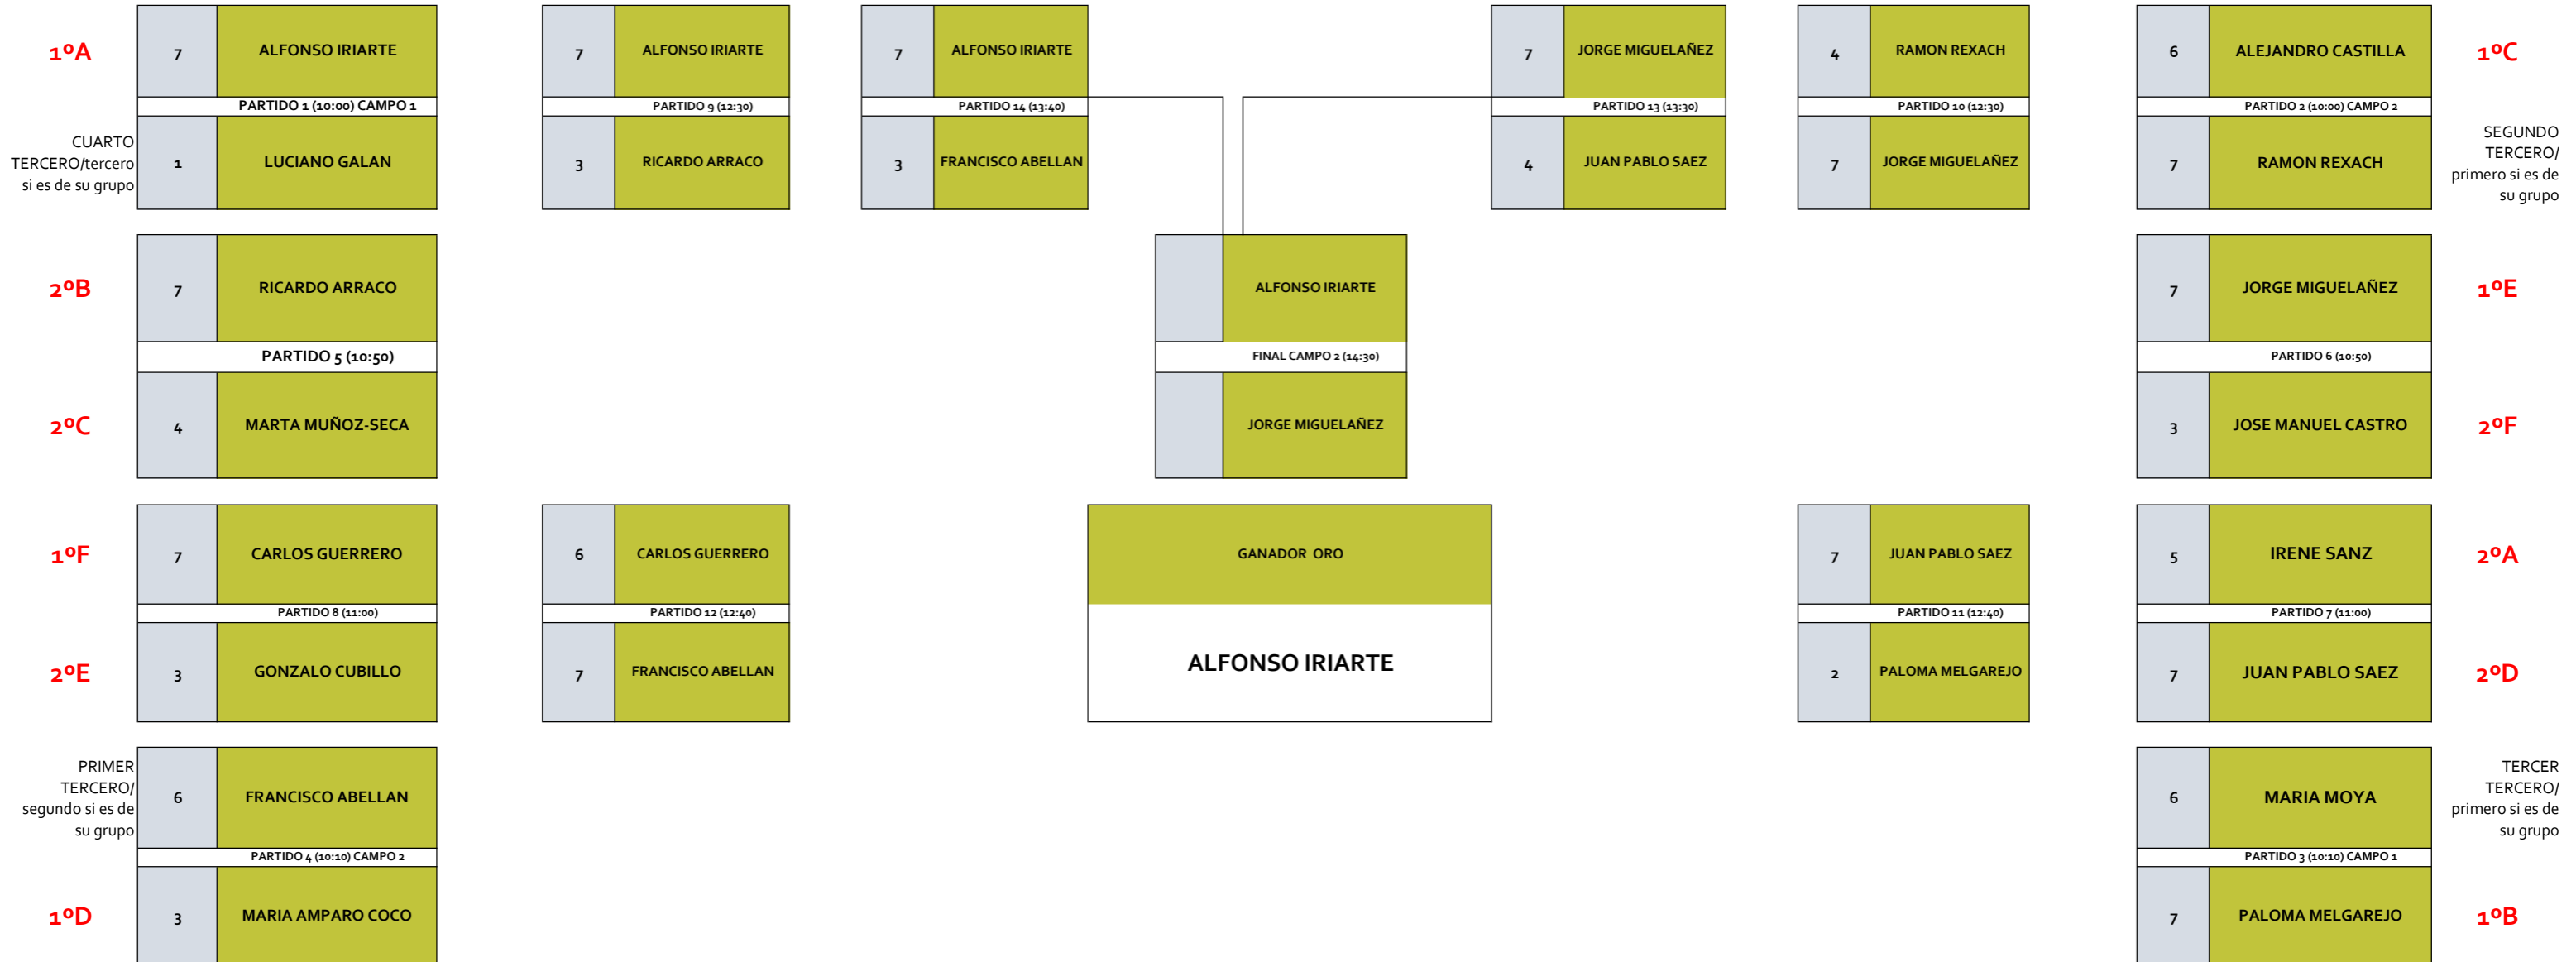 1ºA
7
ALFONSO IRIARTE
PARTIDO 1 (10:00) CAMPO 1
CUARTO
TERCERO/tercero
si es de su grupo
1
LUCIANO GALAN
2ºB
7
RICARDO ARRACO
PARTIDO 5 (10:50)
2ºC
4
MARTA MUÑOZ-SECA
1ºF
7
CARLOS GUERRERO
PARTIDO 8 (11:00)
2ºE
3
GONZALO CUBILLO
PRIMER
TERCERO/
segundo si es de
su grupo
6
FRANCISCO ABELLAN
PARTIDO 4 (10:10) CAMPO 2
1ºD
3
MARIA AMPARO COCO
7
ALFONSO IRIARTE
PARTIDO 9 (12:30)
3
RICARDO ARRACO
6
CARLOS GUERRERO
PARTIDO 12 (12:40)
7
FRANCISCO ABELLAN
7
ALFONSO IRIARTE
PARTIDO 14 (13:40)
3
FRANCISCO ABELLAN
ALFONSO IRIARTE
FINAL CAMPO 2 (14:30)
JORGE MIGUELAÑEZ
GANADOR ORO
ALFONSO IRIARTE
7
JORGE MIGUELAÑEZ
PARTIDO 13 (13:30)
4
JUAN PABLO SAEZ
4
RAMON REXACH
PARTIDO 10 (12:30)
7
JORGE MIGUELAÑEZ
7
JUAN PABLO SAEZ
PARTIDO 11 (12:40)
2
PALOMA MELGAREJO
6
ALEJANDRO CASTILLA
1ºC
PARTIDO 2 (10:00) CAMPO 2
7
RAMON REXACH
SEGUNDO
TERCERO/
primero si es de
su grupo
7
JORGE MIGUELAÑEZ
1ºE
PARTIDO 6 (10:50)
3
JOSE MANUEL CASTRO
2ºF
5
IRENE SANZ
2ºA
PARTIDO 7 (11:00)
7
JUAN PABLO SAEZ
2ºD
6
MARIA MOYA
TERCER
TERCERO/
primero si es de
su grupo
PARTIDO 3 (10:10) CAMPO 1
7
PALOMA MELGAREJO
1ºB